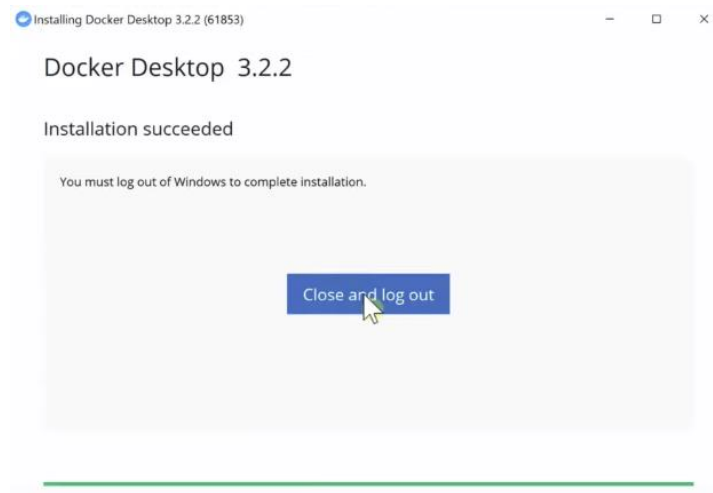 Installing Docker Desktop 3.2.2 (61853)
Docker Desktop 3.2.2
Installation succeeded
You must log out of Windows to complete installation.
Close and log out